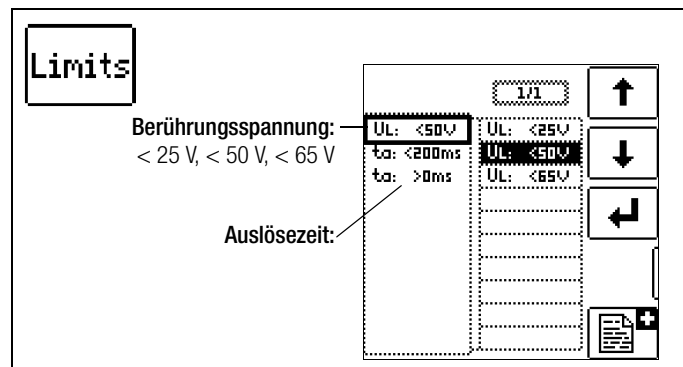 Limits
1/1
Berührungsspannung:
< 25 V, < 50 V, < 65 V
Auslösezeit:
UL: <50V
ta: <200ms
ta: >0ms
UL: <25V
UL: <50V
UL: <65V